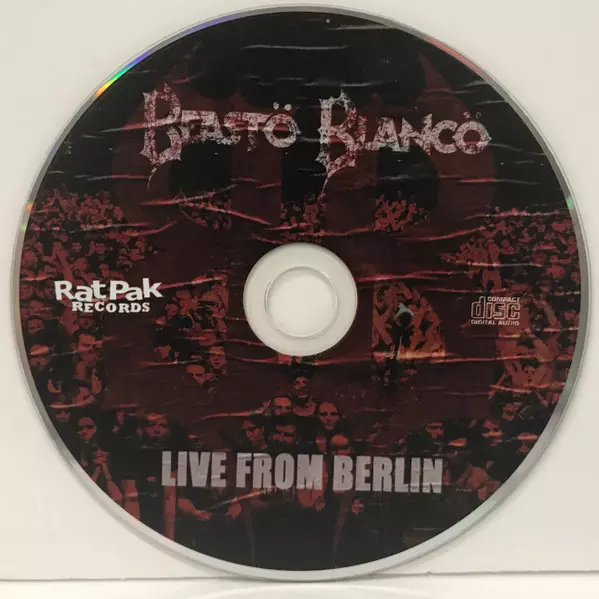 BEASTÖ BLANCÖ
RatPak
RECORDS
COMPACT
disc
DIGITAL AUDIO
LIVE FROM BERLIN